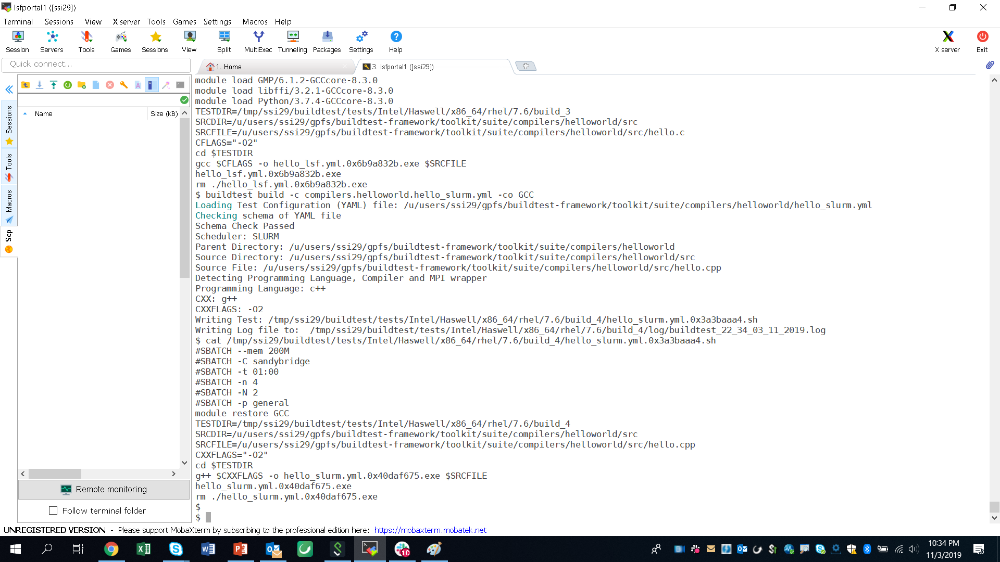 lsfportal1 ([ssi29])
Terminal Sessions View X server Tools Games Settings Macros Help
Session Servers Tools Games Sessions View Split MultiExec Tunneling Packages Settings Help X server Exit
Quick connect...
1. Home
3. lsfportal1 ([ssi29])
Name Size (KB)
Sessions
Tools
Macros
Scp
module load GMP/6.1.2-GCCcore-8.3.0
module load libffi/3.2.1-GCCcore-8.3.0
module load Python/3.7.4-GCCcore-8.3.0
TESTDIR=/tmp/ssi29/buildtest/tests/Intel/Haswell/x86_64/rhel/7.6/build_3
SRCDIR=/u/users/ssi29/gpfs/buildtest-framework/toolkit/suite/compilers/helloworld/src
SRCFILE=/u/users/ssi29/gpfs/buildtest-framework/toolkit/suite/compilers/helloworld/src/hello.c
CFLAGS="-O2"
cd $TESTDIR
gcc $CFLAGS -o hello_lsf.yml.0x6b9a832b.exe $SRCFILE
hello_lsf.yml.0x6b9a832b.exe
rm ./hello_lsf.yml.0x6b9a832b.exe
$ buildtest build -c compilers.helloworld.hello_slurm.yml -co GCC
Loading Test Configuration (YAML) file: /u/users/ssi29/gpfs/buildtest-framework/toolkit/suite/compilers/helloworld/hello_slurm.yml
Checking schema of YAML file
Schema Check Passed
Scheduler: SLURM
Parent Directory: /u/users/ssi29/gpfs/buildtest-framework/toolkit/suite/compilers/helloworld
Source Directory: /u/users/ssi29/gpfs/buildtest-framework/toolkit/suite/compilers/helloworld/src
Source File: /u/users/ssi29/gpfs/buildtest-framework/toolkit/suite/compilers/helloworld/src/hello.cpp
Detecting Programming Language, Compiler and MPI wrapper
Programming Language: c++
CXX: g++
CXXFLAGS: -O2
Writing Test: /tmp/ssi29/buildtest/tests/Intel/Haswell/x86_64/rhel/7.6/build_4/hello_slurm.yml.0x3a3baaa4.sh
Writing Log file to:  /tmp/ssi29/buildtest/tests/Intel/Haswell/x86_64/rhel/7.6/build_4/log/buildtest_22_34_03_11_2019.log
$ cat /tmp/ssi29/buildtest/tests/Intel/Haswell/x86_64/rhel/7.6/build_4/hello_slurm.yml.0x3a3baaa4.sh
#SBATCH --mem 200M
#SBATCH -C sandybridge
#SBATCH -t 01:00
#SBATCH -n 4
#SBATCH -N 2
#SBATCH -p general
module restore GCC
TESTDIR=/tmp/ssi29/buildtest/tests/Intel/Haswell/x86_64/rhel/7.6/build_4
SRCDIR=/u/users/ssi29/gpfs/buildtest-framework/toolkit/suite/compilers/helloworld/src
SRCFILE=/u/users/ssi29/gpfs/buildtest-framework/toolkit/suite/compilers/helloworld/src/hello.cpp
CXXFLAGS="-O2"
cd $TESTDIR
g++ $CXXFLAGS -o hello_slurm.yml.0x40daf675.exe $SRCFILE
hello_slurm.yml.0x40daf675.exe
rm ./hello_slurm.yml.0x40daf675.exe
$
$
Remote monitoring
Follow terminal folder
UNREGISTERED VERSION - Please support MobaXterm by subscribing to the professional edition here: https://mobaxterm.mobatek.net
10
10:34 PM
11/3/2019